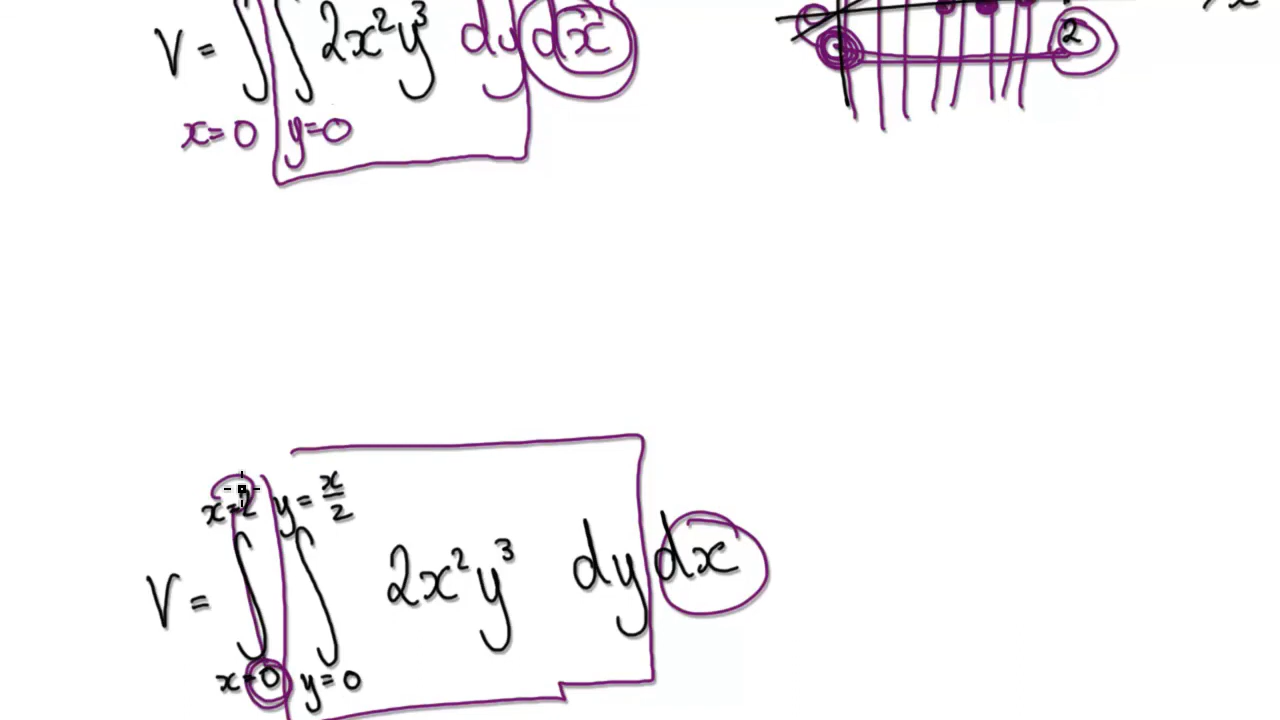 V = ∫ ∫ 2x²y³ dy dx
x=0 y=0
2
x
x=2 y = x/2
V = ∫ ∫ 2x²y³ dy dx
x=0 y=0